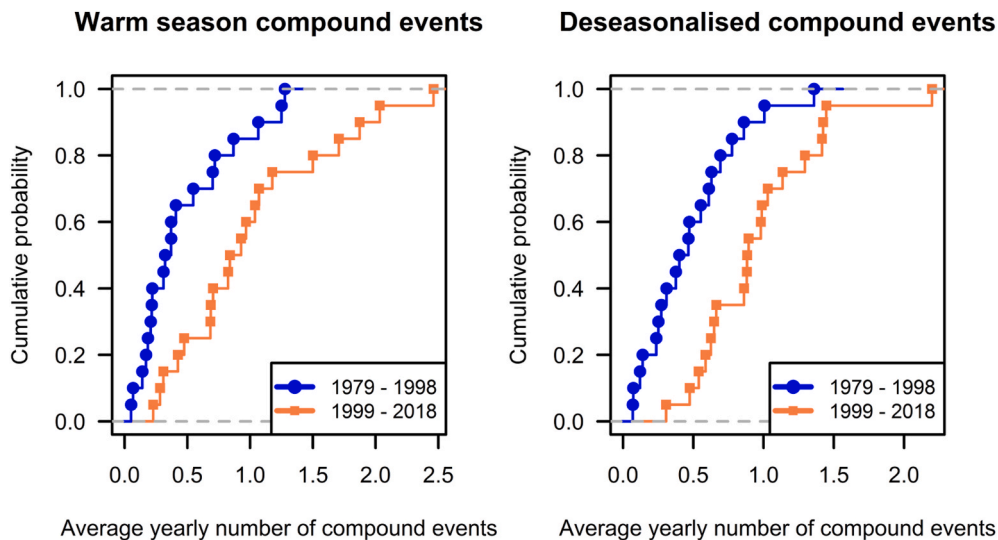 Warm season compound events
Cumulative probability
1.0
0.8
0.6
0.4
0.2
0.0
1979 - 1998
1999 - 2018
0.0 0.5 1.0 1.5 2.0 2.5
Average yearly number of compound events
Deseasonalised compound events
Cumulative probability
1.0
0.8
0.6
0.4
0.2
0.0
1979 - 1998
1999 - 2018
0.0 0.5 1.0 1.5 2.0
Average yearly number of compound events